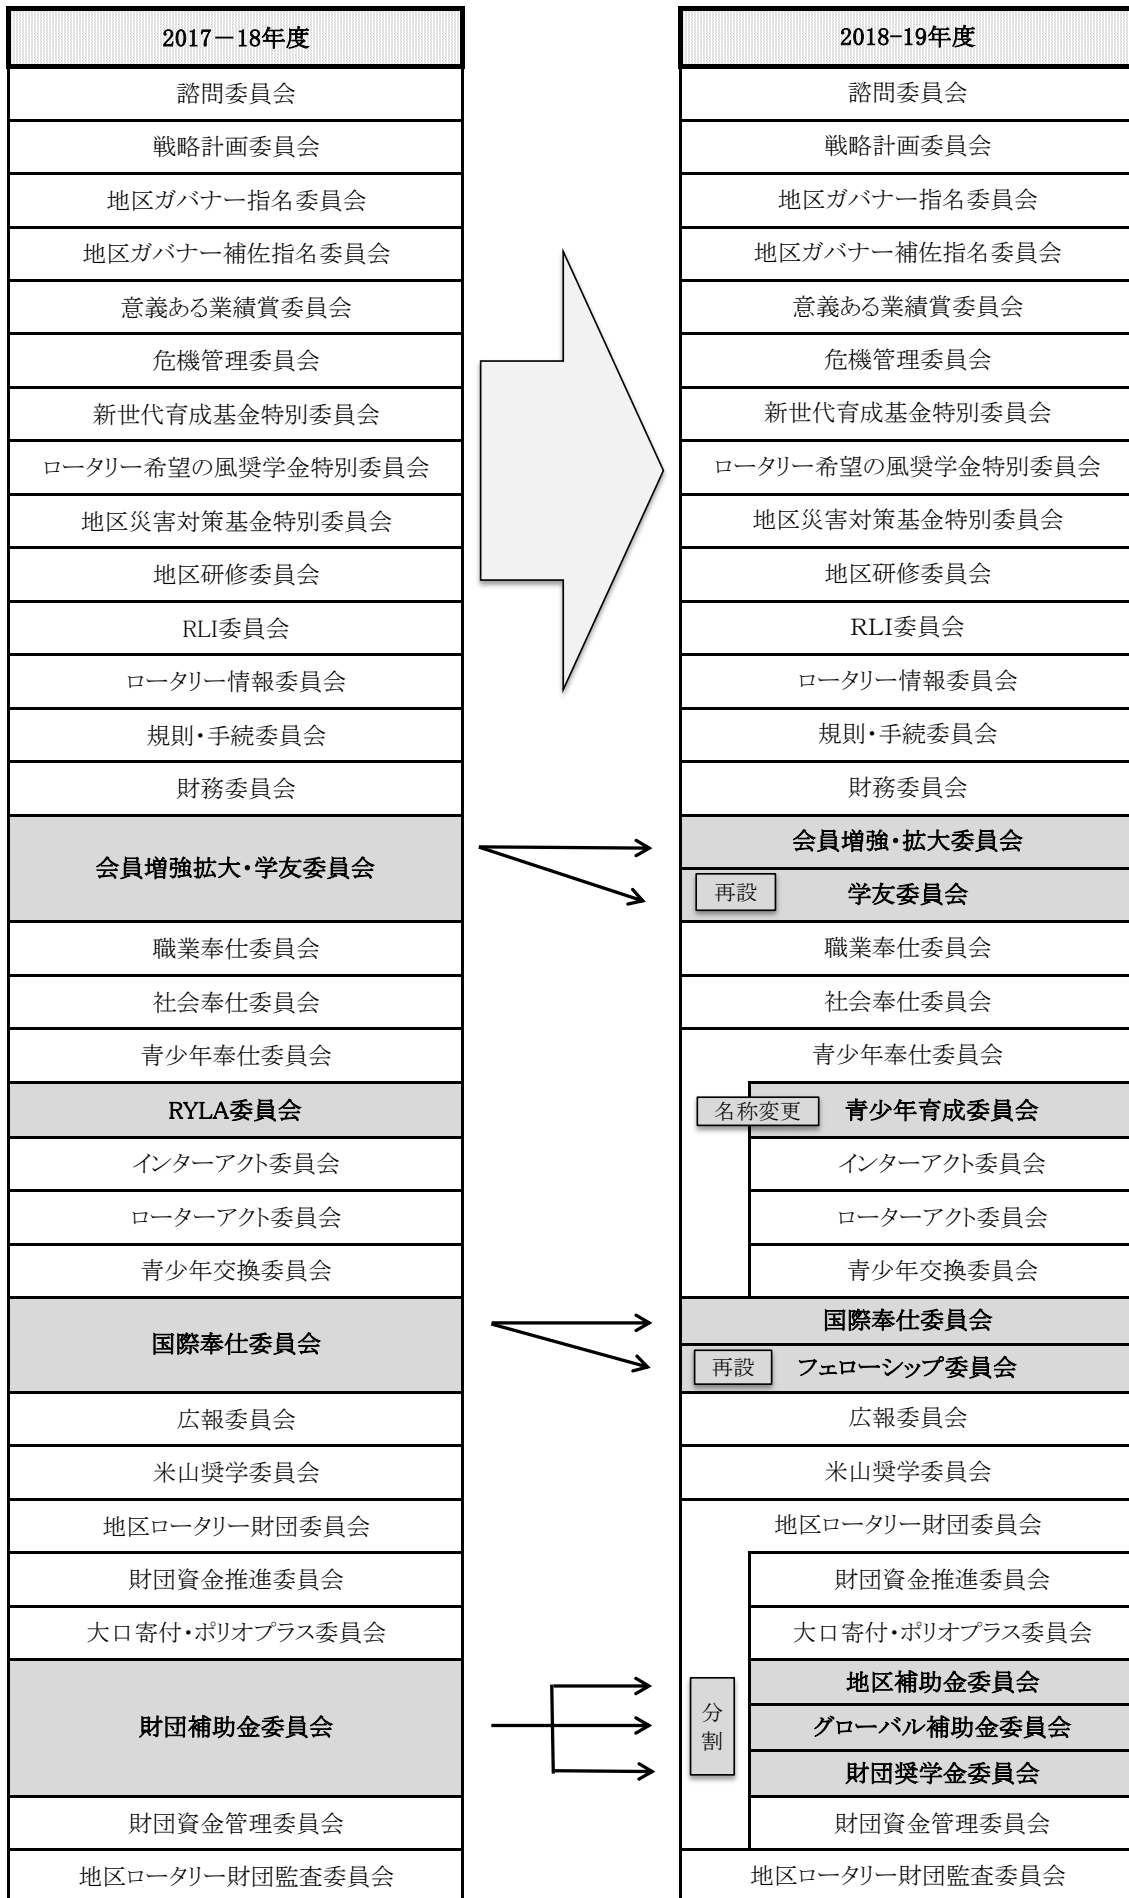 2017－18年度
諮問委員会
戦略計画委員会
地区ガバナー指名委員会
地区ガバナー補佐指名委員会
意義ある業績賞委員会
危機管理委員会
新世代育成基金特別委員会
ロータリー希望の風奨学金特別委員会
地区災害対策基金特別委員会
地区研修委員会
RLI委員会
ロータリー情報委員会
規則・手続委員会
財務委員会
会員増強拡大・学友委員会
職業奉仕委員会
社会奉仕委員会
青少年奉仕委員会
RYLA委員会
インターアクト委員会
ローターアクト委員会
青少年交換委員会
国際奉仕委員会
広報委員会
米山奨学委員会
地区ロータリー財団委員会
財団資金推進委員会
大口寄付・ポリオプラス委員会
財団補助金委員会
財団資金管理委員会
地区ロータリー財団監査委員会
2018-19年度
諮問委員会
戦略計画委員会
地区ガバナー指名委員会
地区ガバナー補佐指名委員会
意義ある業績賞委員会
危機管理委員会
新世代育成基金特別委員会
ロータリー希望の風奨学金特別委員会
地区災害対策基金特別委員会
地区研修委員会
RLI委員会
ロータリー情報委員会
規則・手続委員会
財務委員会
会員増強・拡大委員会
再設 学友委員会
職業奉仕委員会
社会奉仕委員会
青少年奉仕委員会
名称変更 青少年育成委員会
インターアクト委員会
ローターアクト委員会
青少年交換委員会
国際奉仕委員会
再設 フェローシップ委員会
広報委員会
米山奨学委員会
地区ロータリー財団委員会
財団資金推進委員会
大口寄付・ポリオプラス委員会
分割
地区補助金委員会
グローバル補助金委員会
財団奨学金委員会
財団資金管理委員会
地区ロータリー財団監査委員会